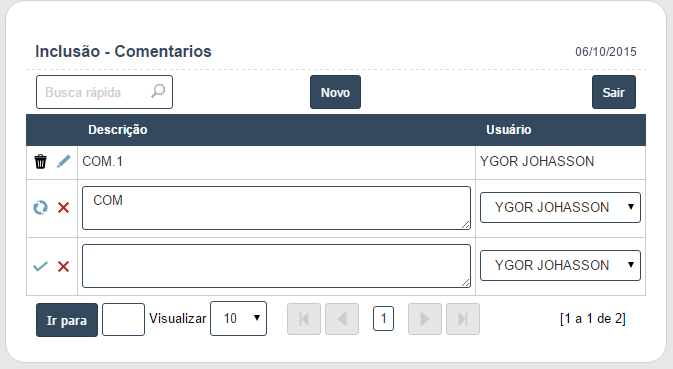 Inclusão - Comentarios
06/10/2015
Busca rápida
Novo
Sair
Descrição Usuário
COM.1 YGOR JOHASSON
COM YGOR JOHASSON
YGOR JOHASSON
Ir para Visualizar 10 1 [1 a 1 de 2]